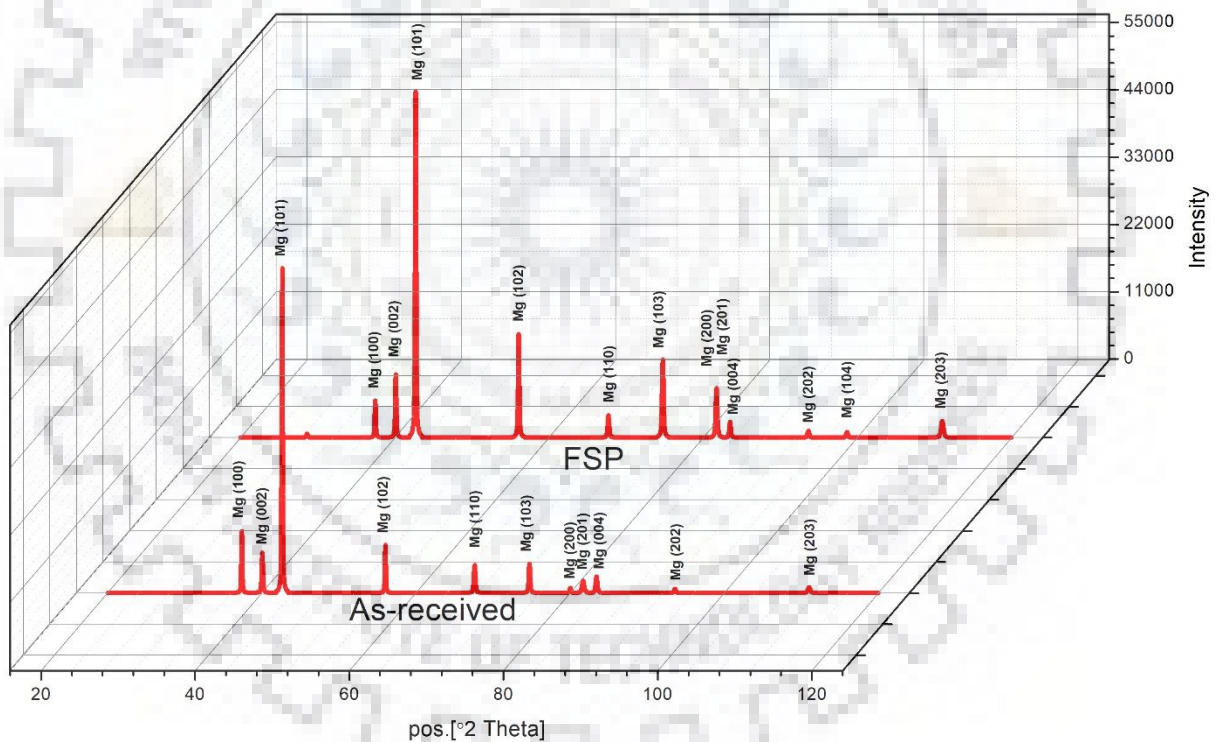 55000
44000
33000
22000
11000
0
Intensity
Mg (101)
Mg (100)
Mg (002)
Mg (102)
Mg (110)
Mg (103)
Mg (200)
Mg (201)
Mg (004)
Mg (202)
Mg (104)
Mg (203)
FSP
Mg (101)
Mg (100)
Mg (002)
Mg (102)
Mg (110)
Mg (103)
Mg (200)
Mg (201)
Mg (004)
Mg (202)
Mg (203)
As-received
20 40 60 80 100 120
pos.[°2 Theta]